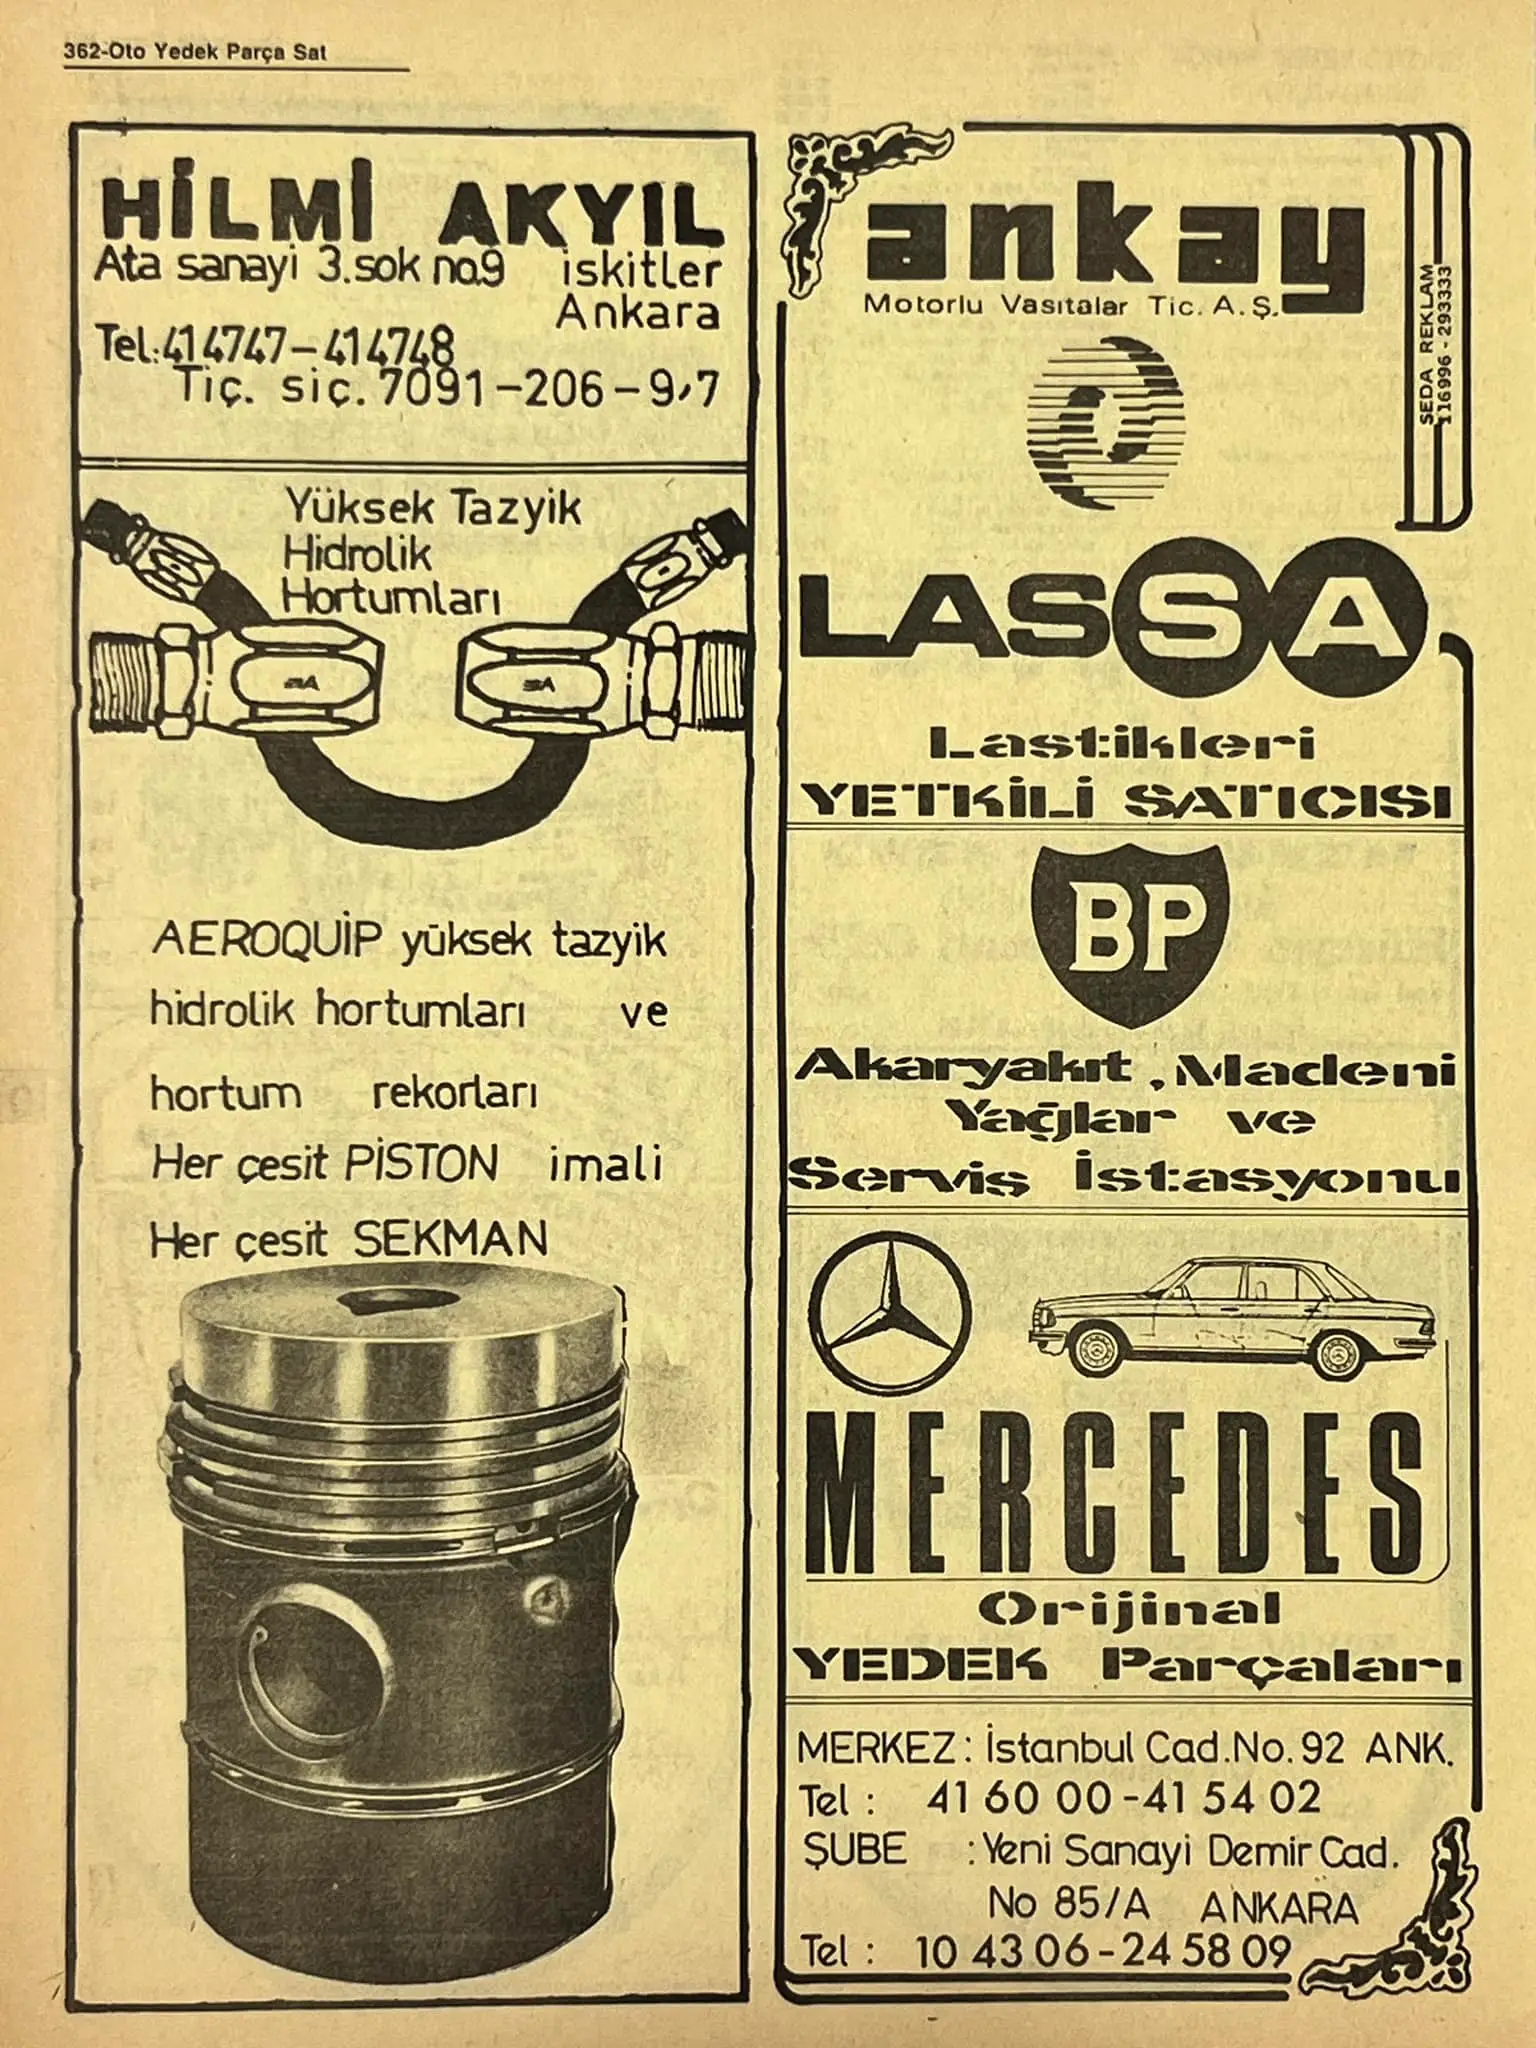 362-Oto Yedek Parça Sat
HİLMİ AKYIL
Ata sanayi 3.sok no.9 iskitler
Ankara
Tel:414747-414748
Tiç. siç. 7091-206-9,7
Yüksek Tazyik
Hidrolik
Hortumları
AEROQUİP yüksek tazyik
hidrolik hortumları ve
hortum rekorları
Her çesit PİSTON imali
Her çesit SEKMAN
ankay
Motorlu Vasıtalar Tic. A.Ş.
SEDA REKLAM
116996 - 293333
LASSA
Lastikleri
YETKİLİ SATICISI
BP
Akaryakıt, Madeni
Yağlar ve
Servis İstasyonu
MERCEDES
Orijinal
YEDEK Parçaları
MERKEZ: İstanbul Cad.No. 92 ANK.
Tel : 41 60 00-41 54 02
ŞUBE : Yeni Sanayi Demir Cad.
No 85/A ANKARA
Tel : 10 43 06-24 58 09